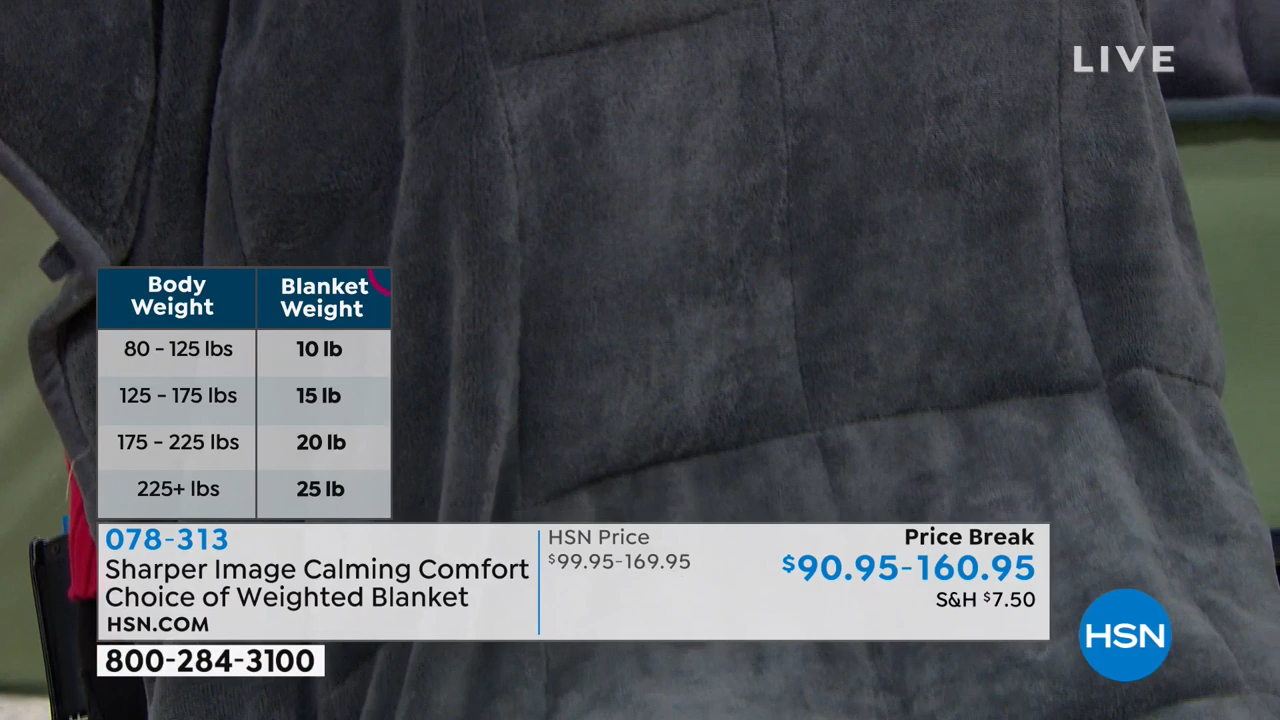 LIVE
Body Weight
Blanket Weight
80 - 125 lbs
10 lb
125 - 175 lbs
15 lb
175 - 225 lbs
20 lb
225+ lbs
25 lb
078-313
Sharper Image Calming Comfort
Choice of Weighted Blanket
HSN.COM
HSN Price
$99.95-169.95
Price Break
$90.95-160.95
S&H $7.50
800-284-3100
HSN